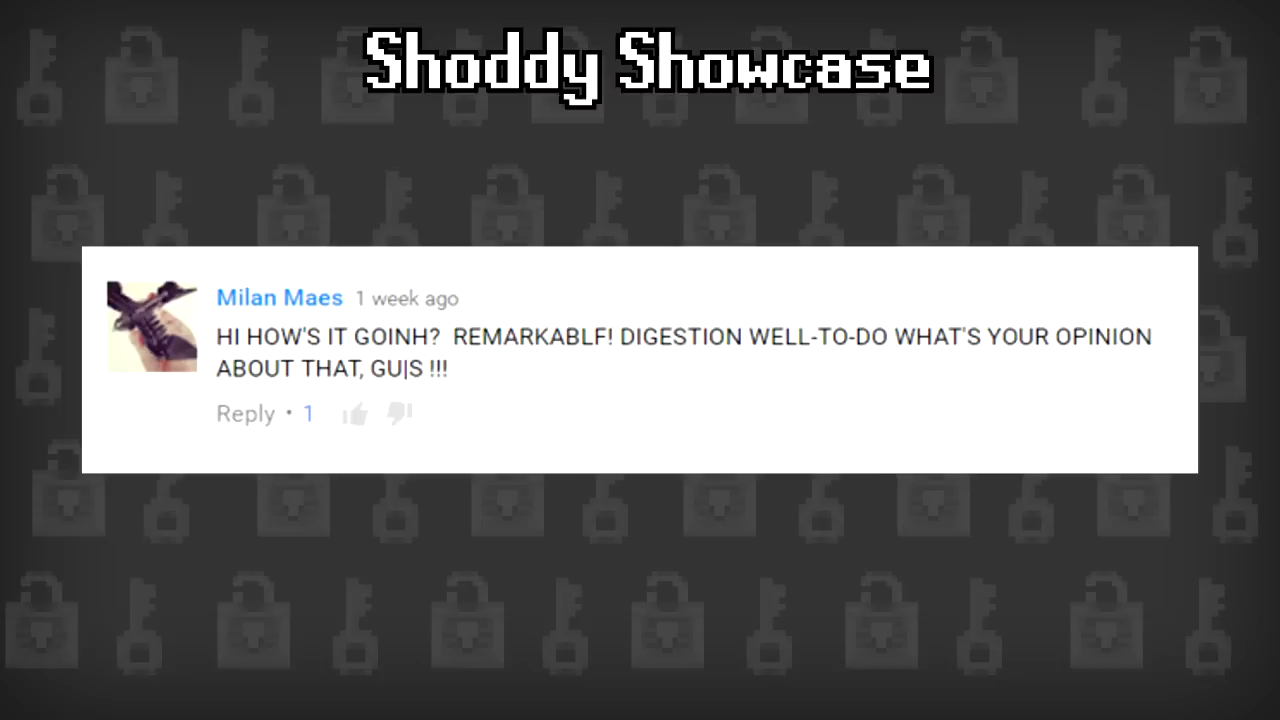 Shoddy Showcase
Milan Maes 1 week ago
HI HOW'S IT GOINH?  REMARKABLF! DIGESTION WELL-TO-DO WHAT'S YOUR OPINION
ABOUT THAT, GU|S !!!
Reply • 1